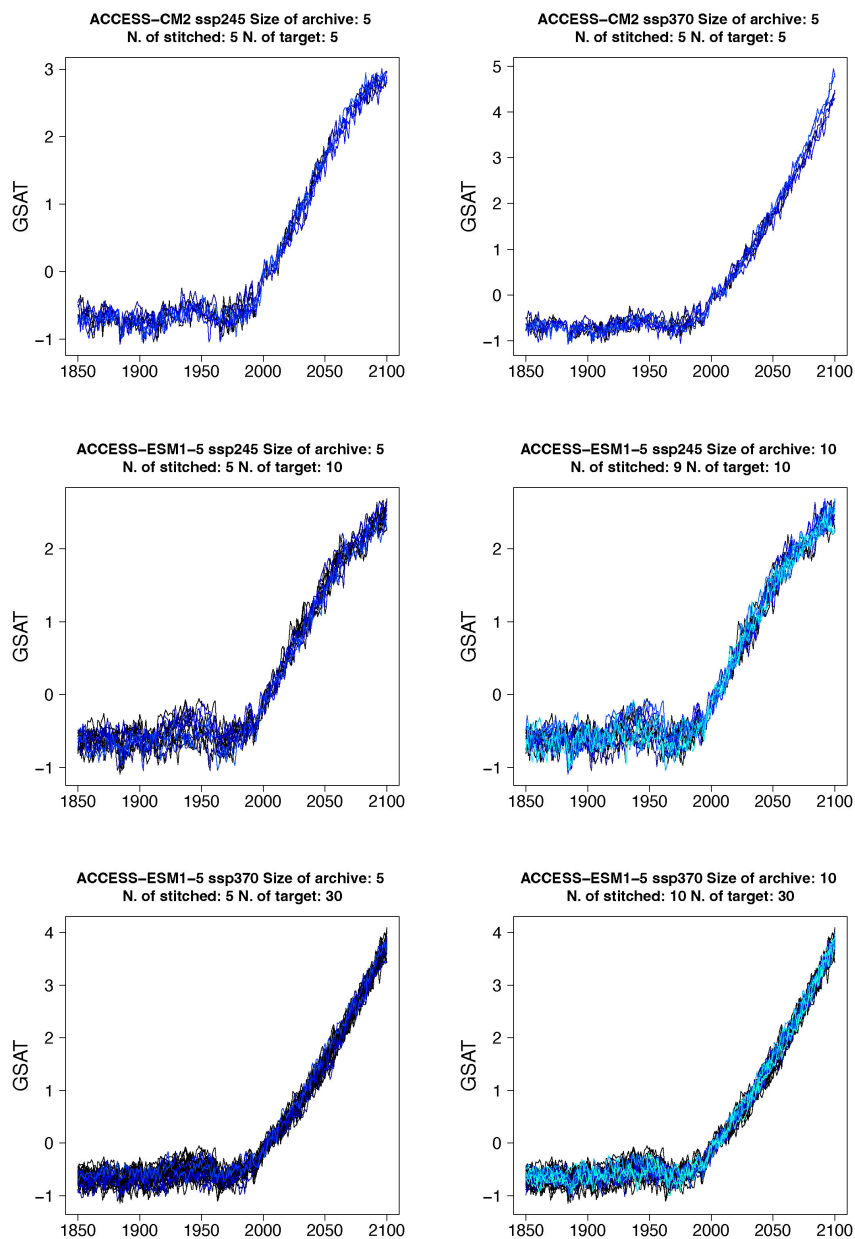 ACCESS−CM2 ssp245 Size of archive: 5
N. of stitched: 5 N. of target: 5
3
2
1
0
−1
GSAT
1850 1900 1950 2000 2050 2100
ACCESS−CM2 ssp370 Size of archive: 5
N. of stitched: 5 N. of target: 5
5
4
3
2
1
0
−1
GSAT
1850 1900 1950 2000 2050 2100
ACCESS−ESM1−5 ssp245 Size of archive: 5
N. of stitched: 5 N. of target: 10
2
1
0
−1
GSAT
1850 1900 1950 2000 2050 2100
ACCESS−ESM1−5 ssp245 Size of archive: 10
N. of stitched: 9 N. of target: 10
2
1
0
−1
GSAT
1850 1900 1950 2000 2050 2100
ACCESS−ESM1−5 ssp370 Size of archive: 5
N. of stitched: 5 N. of target: 30
4
3
2
1
0
−1
GSAT
1850 1900 1950 2000 2050 2100
ACCESS−ESM1−5 ssp370 Size of archive: 10
N. of stitched: 10 N. of target: 30
4
3
2
1
0
−1
GSAT
1850 1900 1950 2000 2050 2100